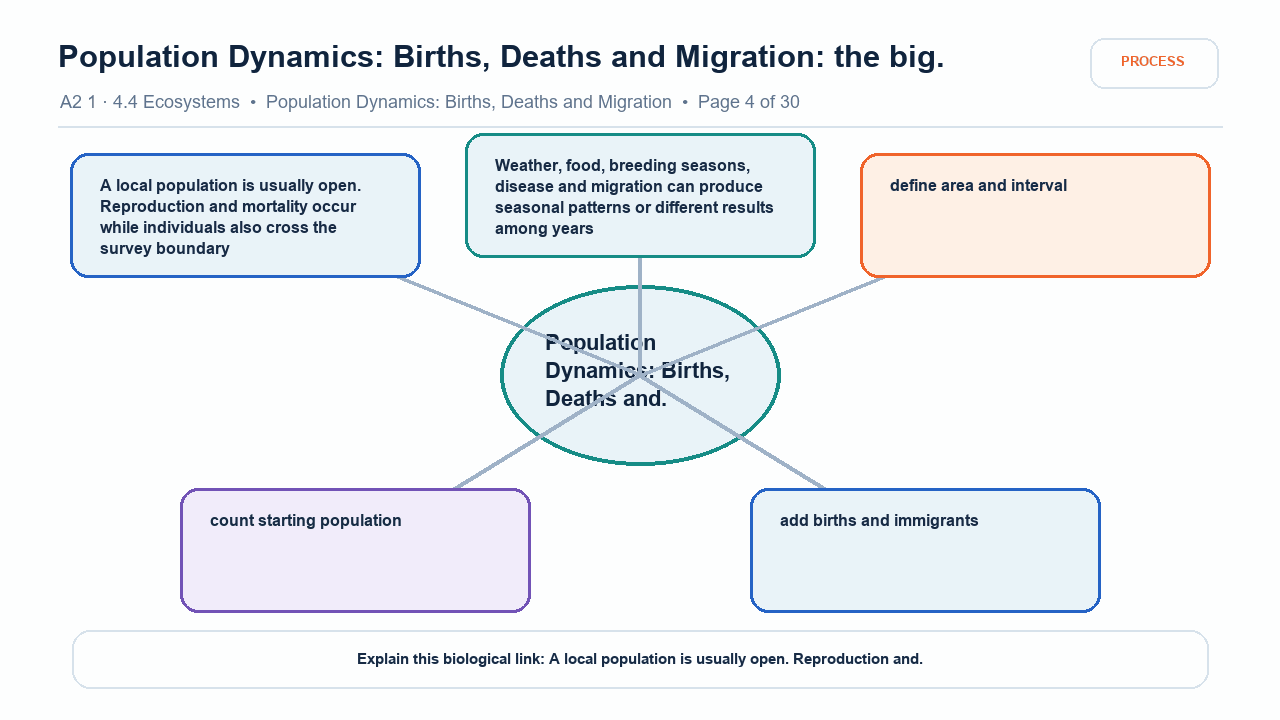 Population Dynamics: Births, Deaths and Migration: the big.
PROCESS
A2 1 · 4.4 Ecosystems • Population Dynamics: Births, Deaths and Migration • Page 4 of 30
A local population is usually open.
Reproduction and mortality occur
while individuals also cross the
survey boundary
Weather, food, breeding seasons,
disease and migration can produce
seasonal patterns or different results
among years
define area and interval
Population
Dynamics: Births,
Deaths and.
count starting population
add births and immigrants
Explain this biological link: A local population is usually open. Reproduction and.